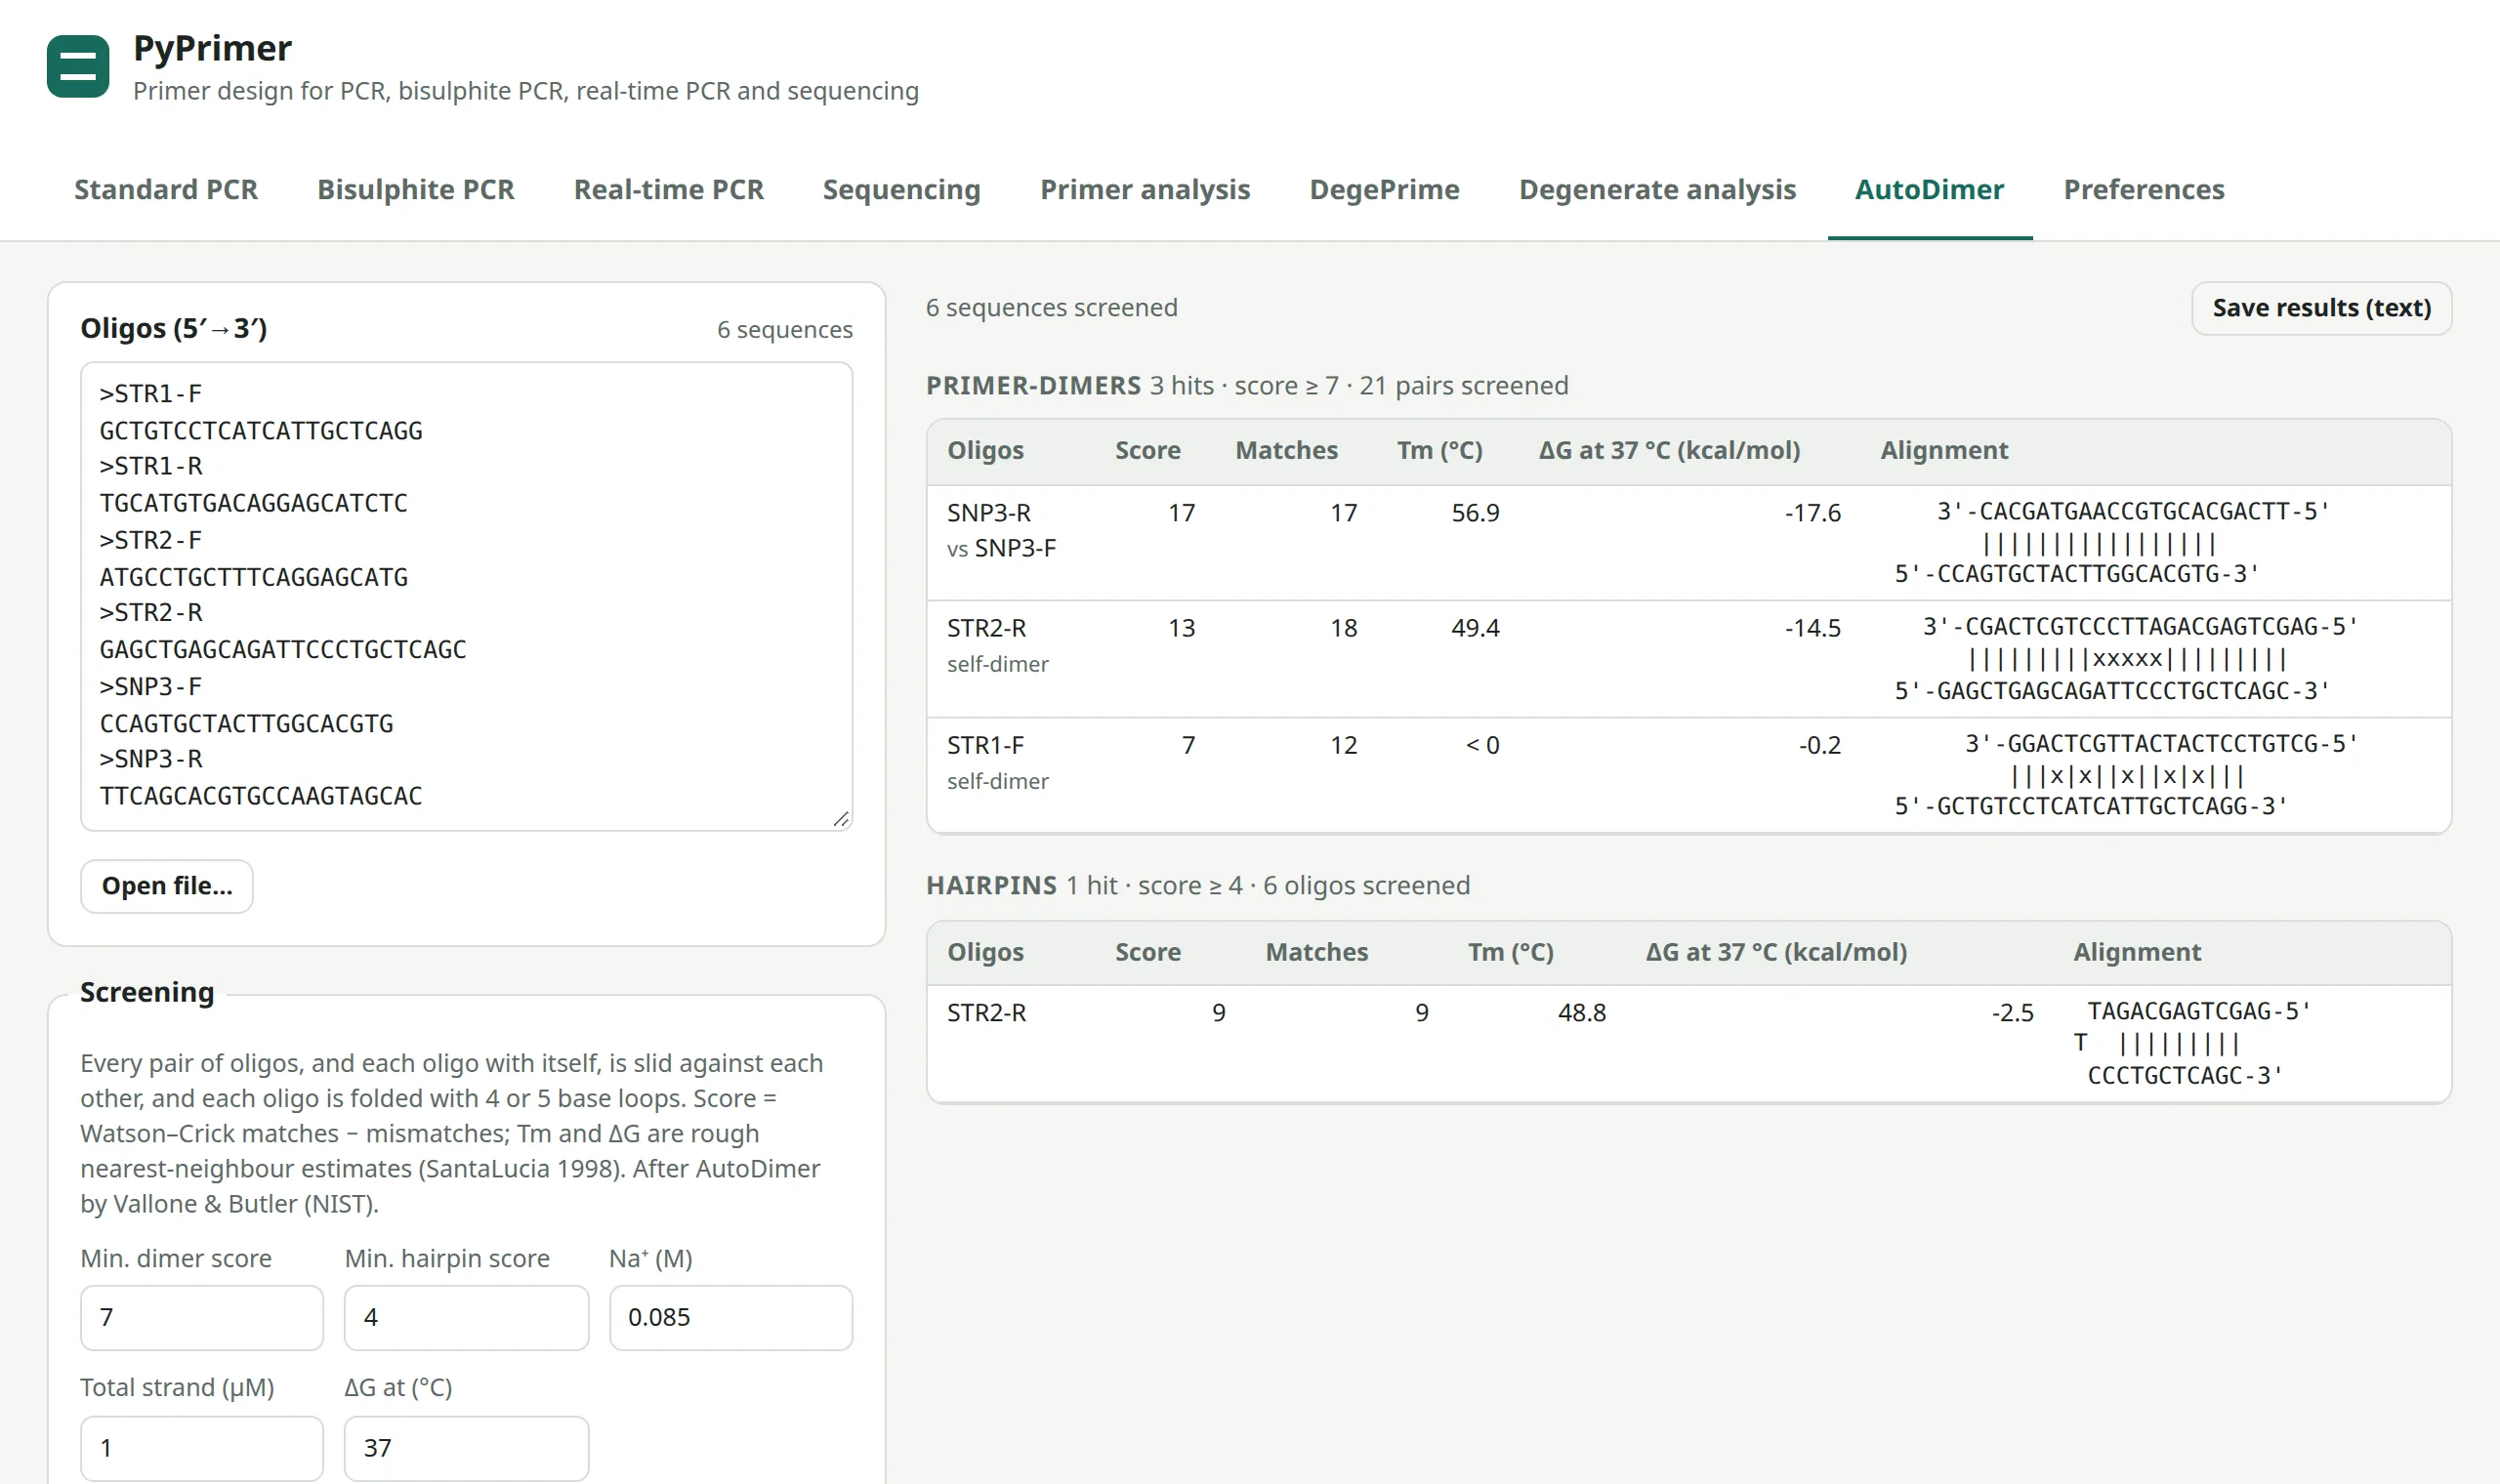 PyPrimer
Primer design for PCR, bisulphite PCR, real-time PCR and sequencing
Standard PCR Bisulphite PCR Real-time PCR Sequencing Primer analysis DegePrime Degenerate analysis AutoDimer Preferences
Oligos (5′→3′) 6 sequences
>STR1-F
GCTGTCCTCATCATTGCTCAGG
>STR1-R
TGCATGTGACAGGAGCATCTC
>STR2-F
ATGCCTGCTTTCAGGAGCATG
>STR2-R
GAGCTGAGCAGATTCCCTGCTCAGC
>SNP3-F
CCAGTGCTACTTGGCACGTG
>SNP3-R
TTCAGCACGTGCCAAGTAGCAC
Open file...
Screening
Every pair of oligos, and each oligo with itself, is slid against each
other, and each oligo is folded with 4 or 5 base loops. Score =
Watson–Crick matches − mismatches; Tm and ΔG are rough
nearest-neighbour estimates (SantaLucia 1998). After AutoDimer
by Vallone & Butler (NIST).
Min. dimer score Min. hairpin score Na⁺ (M)
7 4 0.085
Total strand (µM) ΔG at (°C)
1 37
6 sequences screened Save results (text)
PRIMER-DIMERS 3 hits · score ≥ 7 · 21 pairs screened
Oligos Score Matches Tm (°C) ΔG at 37 °C (kcal/mol) Alignment
SNP3-R 17 17 56.9 -17.6 3'-CACGATGAACCGTGCACGACTT-5'
vs SNP3-F |||||||||||||||||
5'-CCAGTGCTACTTGGCACGTG-3'
STR2-R 13 18 49.4 -14.5 3'-CGACTCGTCCCTTAGACGAGTCGAG-5'
self-dimer |||||||||xxxxx|||||||||
5'-GAGCTGAGCAGATTCCCTGCTCAGC-3'
STR1-F 7 12 < 0 -0.2 3'-GGACTCGTTACTACTCCTGTCG-5'
self-dimer |||x|x||x||x|x|||
5'-GCTGTCCTCATCATTGCTCAGG-3'
HAIRPINS 1 hit · score ≥ 4 · 6 oligos screened
Oligos Score Matches Tm (°C) ΔG at 37 °C (kcal/mol) Alignment
STR2-R 9 9 48.8 -2.5 TAGACGAGTCGAG-5'
T |||||||||
CCCTGCTCAGC-3'